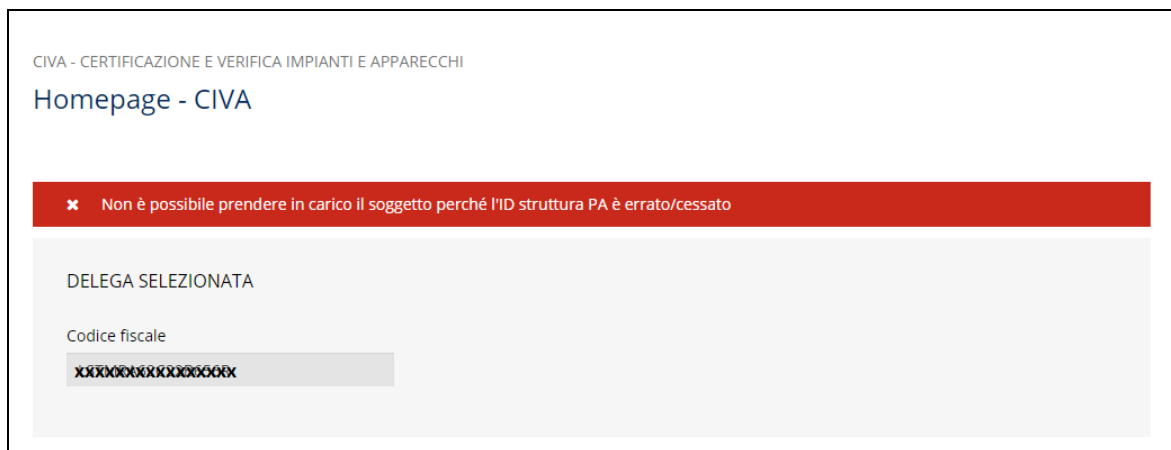 CIVA - CERTIFICAZIONE E VERIFICA IMPIANTI E APPARECCHI
Homepage - CIVA
✖ Non è possibile prendere in carico il soggetto perché l'ID struttura PA è errato/cessato
DELEGA SELEZIONATA
Codice fiscale
XXXXXXXXXXXXXXXX